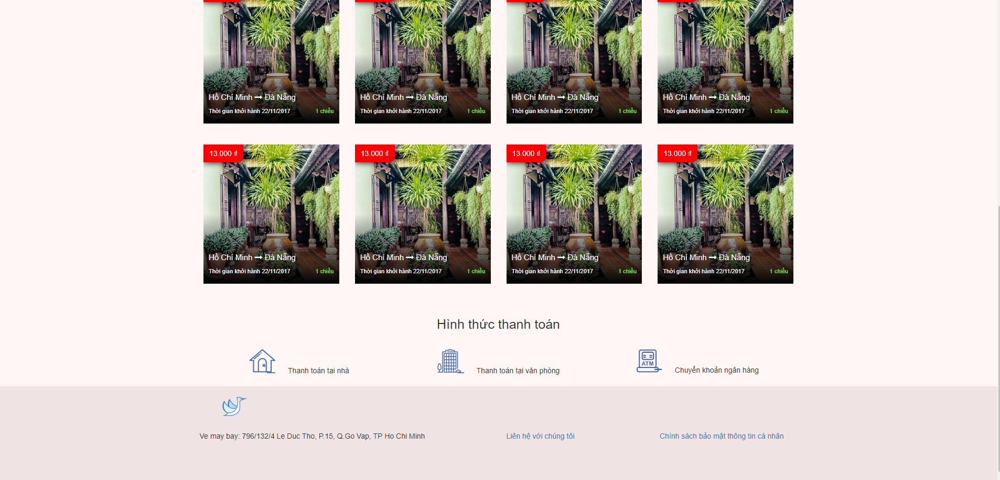 Hồ Chí Minh → Đà Nẵng
Thời gian khởi hành 22/11/2017 1 chiều
Hồ Chí Minh → Đà Nẵng
Thời gian khởi hành 22/11/2017 1 chiều
Hồ Chí Minh → Đà Nẵng
Thời gian khởi hành 22/11/2017 1 chiều
Hồ Chí Minh → Đà Nẵng
Thời gian khởi hành 22/11/2017 1 chiều
13.000 ₫
Hồ Chí Minh → Đà Nẵng
Thời gian khởi hành 22/11/2017 1 chiều
13.000 ₫
Hồ Chí Minh → Đà Nẵng
Thời gian khởi hành 22/11/2017 1 chiều
13.000 ₫
Hồ Chí Minh → Đà Nẵng
Thời gian khởi hành 22/11/2017 1 chiều
13.000 ₫
Hồ Chí Minh → Đà Nẵng
Thời gian khởi hành 22/11/2017 1 chiều
Hình thức thanh toán
Thanh toán tại nhà
Thanh toán tại văn phòng
ATM
Chuyển khoản ngân hàng
Ve may bay: 796/132/4 Le Duc Tho, P.15, Q.Go Vap, TP Ho Chi Minh
Liên hệ với chúng tôi
Chính sách bảo mật thông tin cá nhân